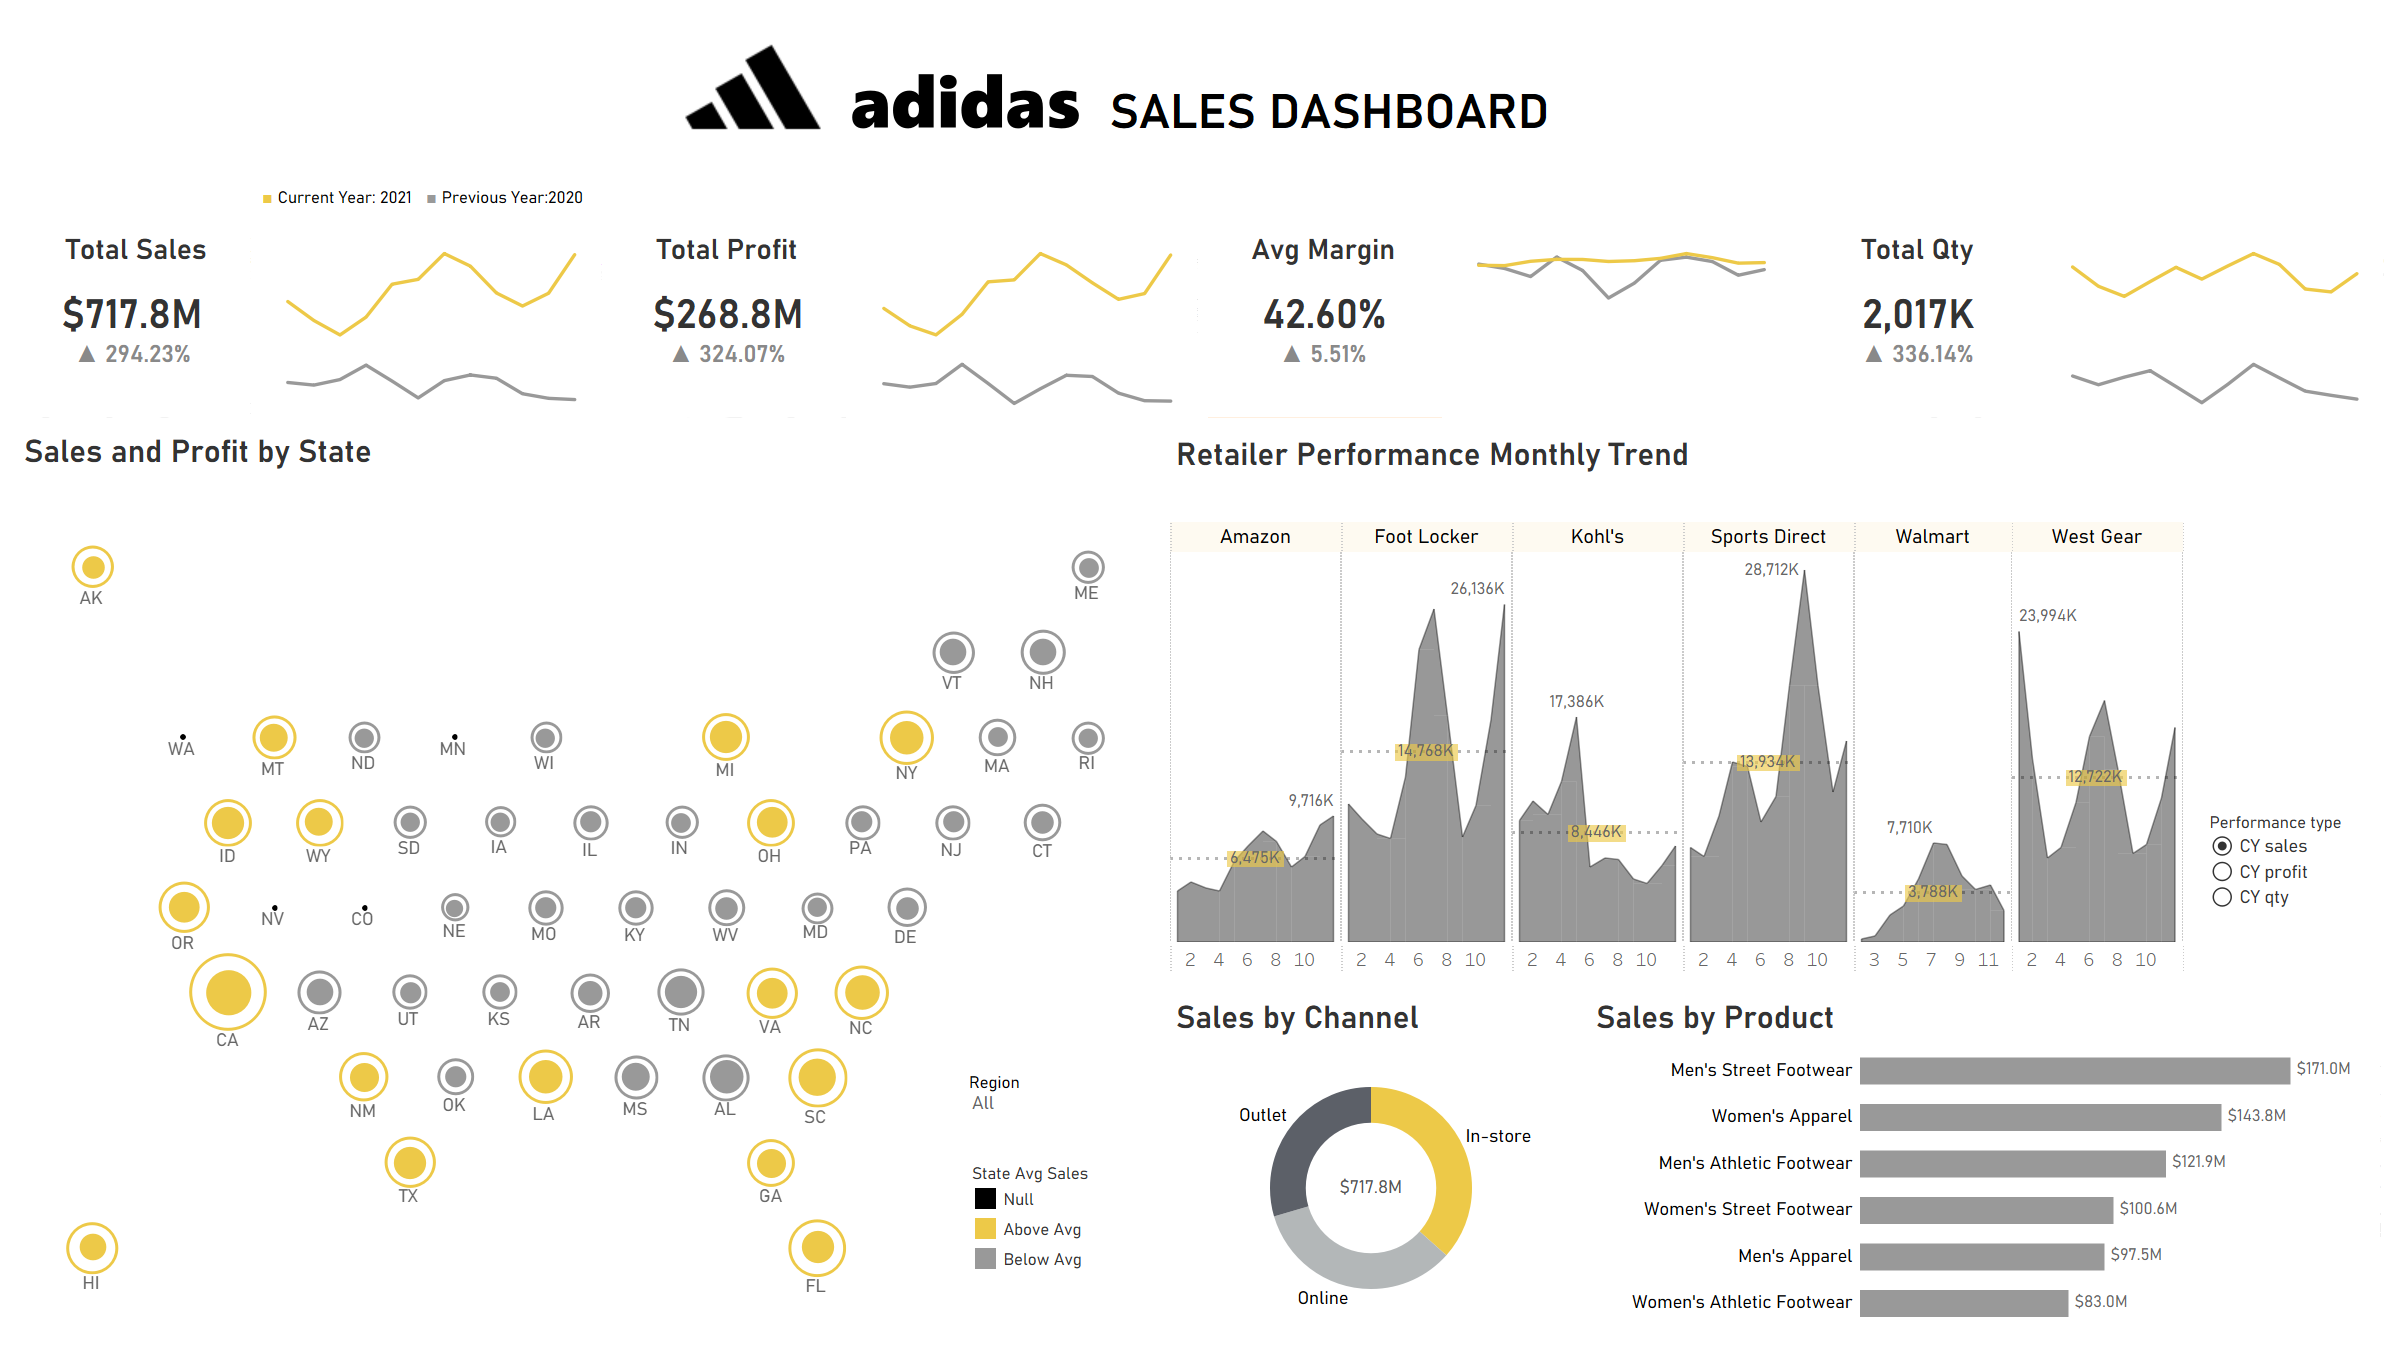 adidas SALES DASHBOARD
Current Year: 2021 Previous Year:2020
Total Sales
$717.8M
▲ 294.23%
Total Profit
$268.8M
▲ 324.07%
Avg Margin
42.60%
▲ 5.51%
Total Qty
2,017K
▲ 336.14%
Sales and Profit by State
AK
ME
VT NH
WA MT ND MN WI MI NY MA RI
ID WY SD IA IL IN OH PA NJ CT
OR NV CO NE MO KY WV MD DE
CA AZ UT KS AR TN VA NC
NM OK LA MS AL SC
TX GA
HI FL
Region
All
State Avg Sales
Null
Above Avg
Below Avg
Retailer Performance Monthly Trend
Amazon Foot Locker Kohl's Sports Direct Walmart West Gear
9,716K
6,475K
26,136K
14,768K
17,386K
8,446K
28,712K
13,934K
7,710K
3,788K
23,994K
12,722K
2 4 6 8 10 2 4 6 8 10 2 4 6 8 10 2 4 6 8 10 3 5 7 9 11 2 4 6 8 10
Performance type
CY sales
CY profit
CY qty
Sales by Channel
Outlet
In-store
$717.8M
Online
Sales by Product
Men's Street Footwear $171.0M
Women's Apparel $143.8M
Men's Athletic Footwear $121.9M
Women's Street Footwear $100.6M
Men's Apparel $97.5M
Women's Athletic Footwear $83.0M